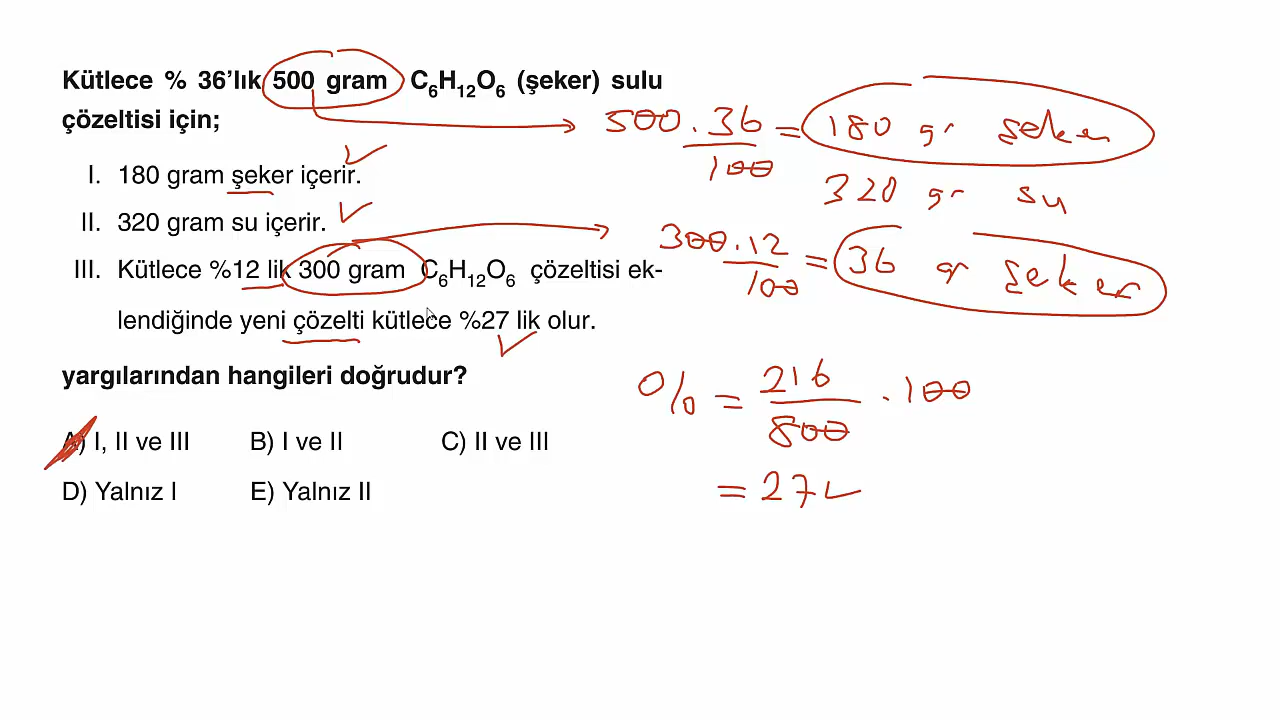 Kütlece % 36'lık 500 gram C6H12O6 (şeker) sulu
çözeltisi için;
I. 180 gram şeker içerir.
II. 320 gram su içerir.
III. Kütlece %12 lik 300 gram C6H12O6 çözeltisi ek-
lendiğinde yeni çözelti kütlece %27 lik olur.
yargılarından hangileri doğrudur?
A) I, II ve III B) I ve II C) II ve III
D) Yalnız I E) Yalnız II
500.36/100 = 180 gr şeker
320 gr su
300.12/100 = 36 gr şeker
% = 216/800 . 100
= 27 ✓